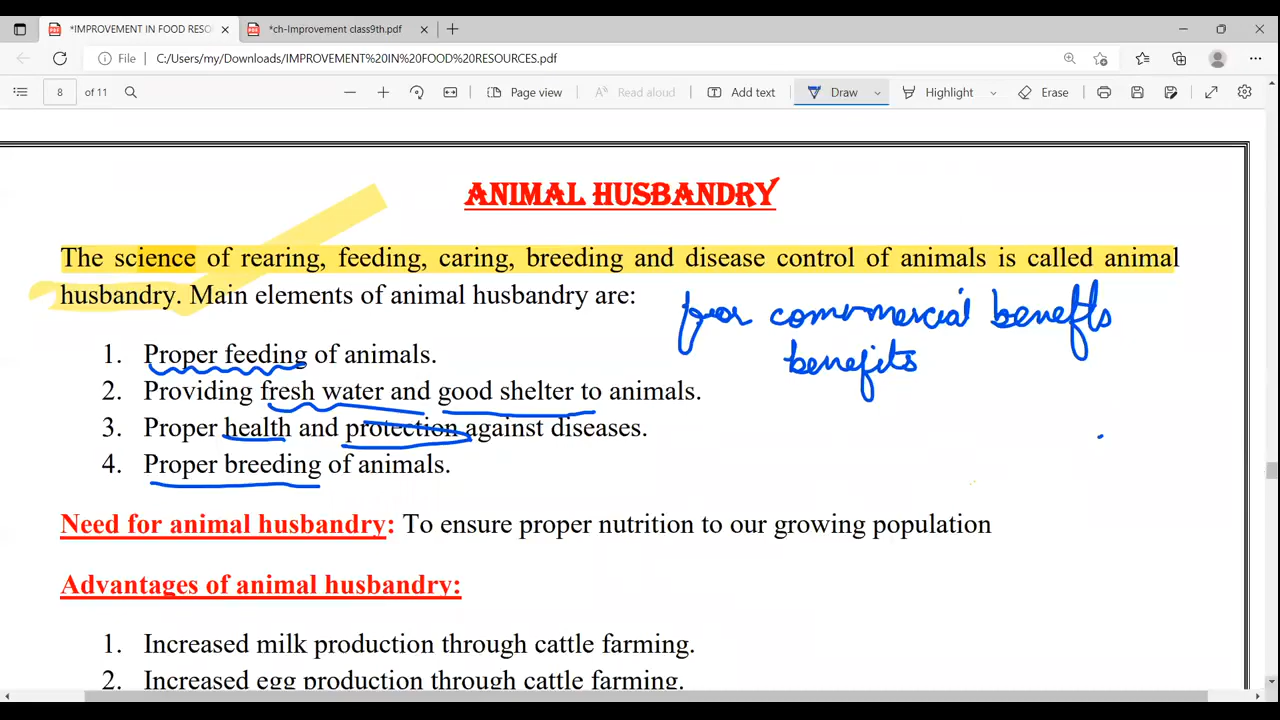 *IMPROVEMENT IN FOOD RESO
*ch-Improvement class9th.pdf
File C:/Users/my/Downloads/IMPROVEMENT%20IN%20FOOD%20RESOURCES.pdf
8 of 11 Page view Read aloud Add text Draw Highlight Erase
ANIMAL HUSBANDRY
The science of rearing, feeding, caring, breeding and disease control of animals is called animal
husbandry. Main elements of animal husbandry are:
for commercial benefits
benefits
1. Proper feeding of animals.
2. Providing fresh water and good shelter to animals.
3. Proper health and protection against diseases.
4. Proper breeding of animals.
Need for animal husbandry: To ensure proper nutrition to our growing population
Advantages of animal husbandry:
1. Increased milk production through cattle farming.
2. Increased egg production through cattle farming.